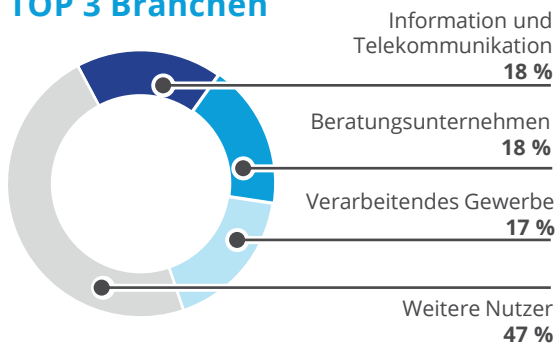 TOP 3 Branchen
Information und
Telekommunikation
18 %
Beratungsunternehmen
18 %
Verarbeitendes Gewerbe
17 %
Weitere Nutzer
47 %